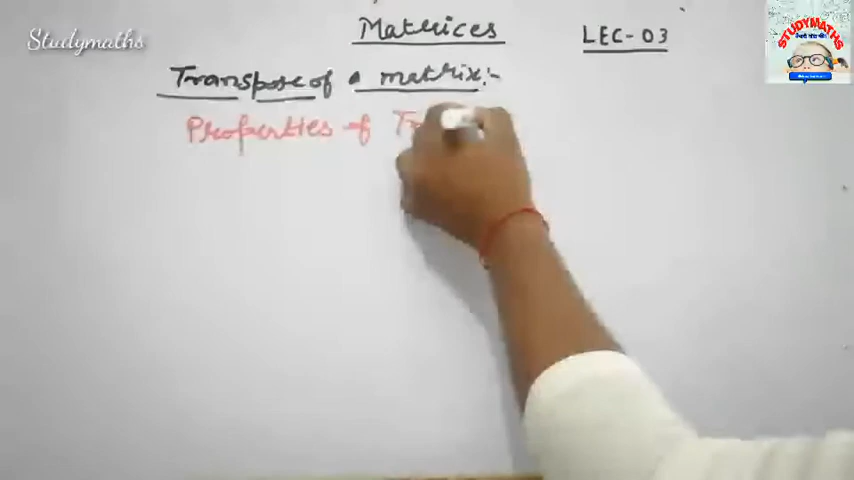 Studymaths
Matrices
LEC-03
STUDYMATHS
Transpose of a matrix:-
Properties of